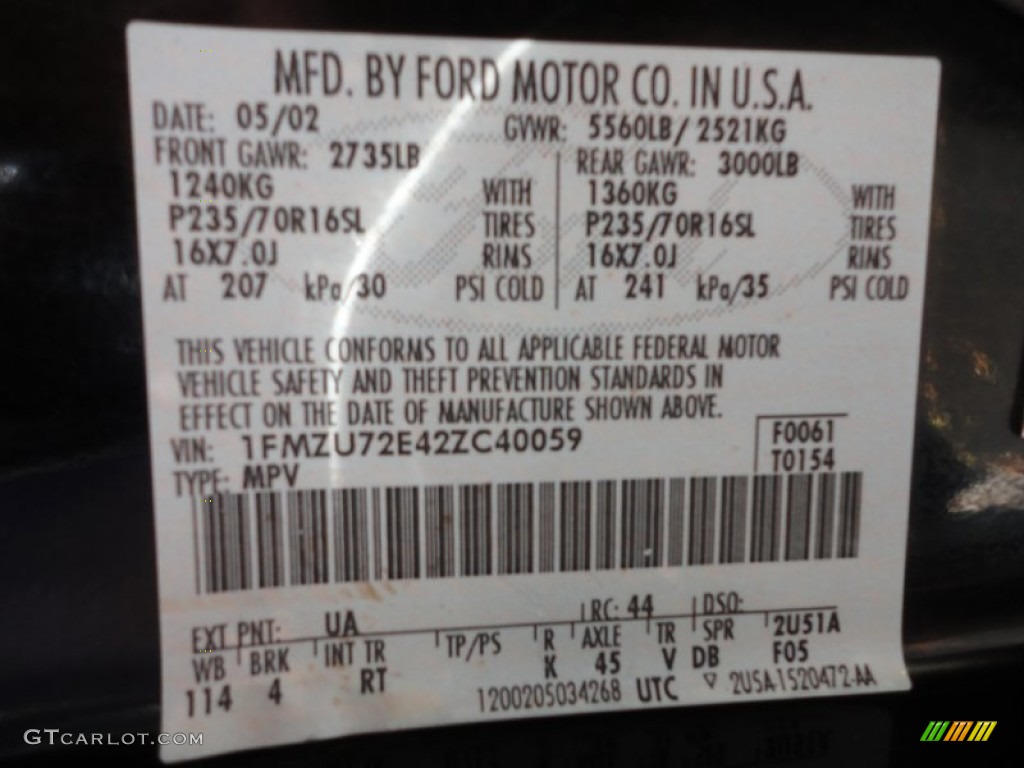 MFD. BY FORD MOTOR CO. IN U.S.A.
DATE: 05/02 GVWR: 5560LB/2521KG
FRONT GAWR: 2735LB REAR GAWR: 3000LB
1240KG WITH 1360KG WITH
P235/70R16SL TIRES P235/70R16SL TIRES
16X7.0J RIMS 16X7.0J RIMS
AT 207 kPa/30 PSI COLD AT 241 kPa/35 PSI COLD
THIS VEHICLE CONFORMS TO ALL APPLICABLE FEDERAL MOTOR
VEHICLE SAFETY AND THEFT PREVENTION STANDARDS IN
EFFECT ON THE DATE OF MANUFACTURE SHOWN ABOVE.
VIN: 1FMZU72E42ZC40059 F0061
TYPE: MPV T0154
EXT PNT: UA RC: 44 DSO:
WB BRK INT TR TP/PS R AXLE TR SPR 2U51A
114 4 RT K 45 V DB F05
1200205034268 UTC ▽ 2U5A-1520472-AA
GTCARLOT.COM